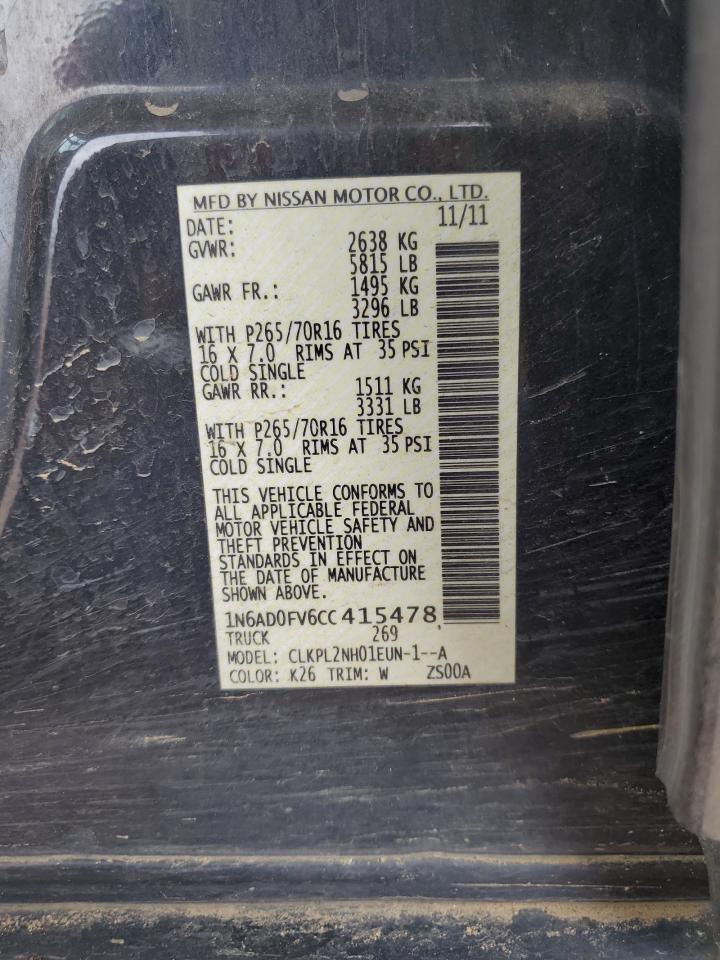 MFD BY NISSAN MOTOR CO., LTD.
DATE: 11/11
GVWR: 2638 KG
5815 LB
GAWR FR.: 1495 KG
3296 LB
WITH P265/70R16 TIRES
16 X 7.0 RIMS AT 35 PSI
COLD SINGLE
GAWR RR.: 1511 KG
3331 LB
WITH P265/70R16 TIRES
16 X 7.0 RIMS AT 35 PSI
COLD SINGLE
THIS VEHICLE CONFORMS TO
ALL APPLICABLE FEDERAL
MOTOR VEHICLE SAFETY AND
THEFT PREVENTION
STANDARDS IN EFFECT ON
THE DATE OF MANUFACTURE
SHOWN ABOVE.
1N6AD0FV6CC415478,
TRUCK 269
MODEL: CLKPL2NH01EUN-1--A
COLOR: K26 TRIM: W ZS00A